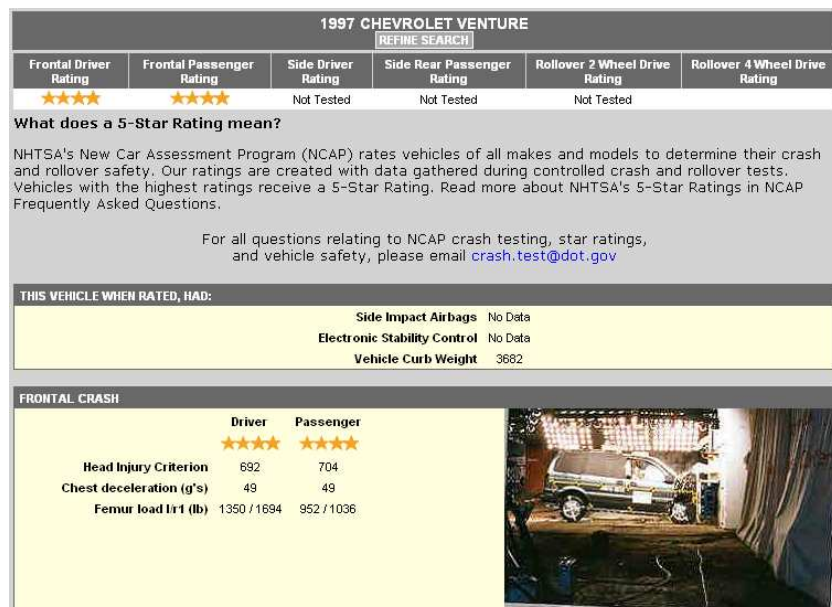 1997 CHEVROLET VENTURE
REFINE SEARCH
Frontal Driver Rating Frontal Passenger Rating Side Driver Rating Side Rear Passenger Rating Rollover 2 Wheel Drive Rating Rollover 4 Wheel Drive Rating
Not Tested Not Tested Not Tested
What does a 5-Star Rating mean?
NHTSA's New Car Assessment Program (NCAP) rates vehicles of all makes and models to determine their crash
and rollover safety. Our ratings are created with data gathered during controlled crash and rollover tests.
Vehicles with the highest ratings receive a 5-Star Rating. Read more about NHTSA's 5-Star Ratings in NCAP
Frequently Asked Questions.
For all questions relating to NCAP crash testing, star ratings,
and vehicle safety, please email crash.test@dot.gov
THIS VEHICLE WHEN RATED, HAD:
Side Impact Airbags No Data
Electronic Stability Control No Data
Vehicle Curb Weight 3682
FRONTAL CRASH
Driver Passenger
Head Injury Criterion 692 704
Chest deceleration (g's) 49 49
Femur load l/r1 (lb) 1350 / 1694 952 / 1036